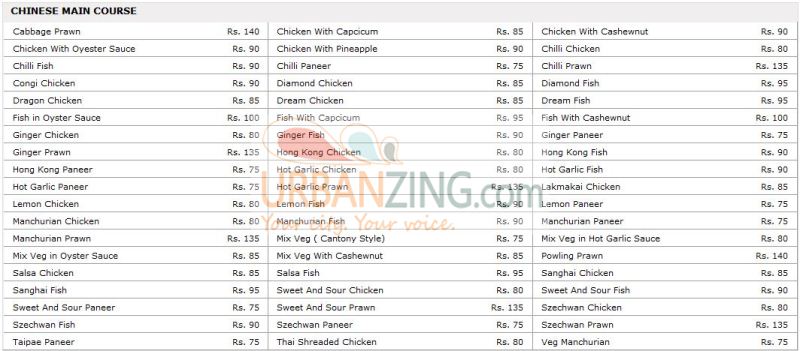 CHINESE MAIN COURSE
Cabbage Prawn Rs. 140 Chicken With Capcicum Rs. 85 Chicken With Cashewnut Rs. 90
Chicken With Oyester Sauce Rs. 90 Chicken With Pineapple Rs. 90 Chilli Chicken Rs. 80
Chilli Fish Rs. 90 Chilli Paneer Rs. 75 Chilli Prawn Rs. 135
Congi Chicken Rs. 90 Diamond Chicken Rs. 85 Diamond Fish Rs. 95
Dragon Chicken Rs. 85 Dream Chicken Rs. 85 Dream Fish Rs. 95
Fish in Oyster Sauce Rs. 100 Fish With Capcicum Rs. 95 Fish With Cashewnut Rs. 100
Ginger Chicken Rs. 80 Ginger Fish Rs. 90 Ginger Paneer Rs. 75
Ginger Prawn Rs. 135 Hong Kong Chicken Rs. 80 Hong Kong Fish Rs. 90
Hong Kong Paneer Rs. 75 Hot Garlic Chicken Rs. 80 Hot Garlic Fish Rs. 90
Hot Garlic Paneer Rs. 75 Hot Garlic Prawn Rs. 135 Lakmakai Chicken Rs. 85
Lemon Chicken Rs. 80 Lemon Fish Rs. 90 Lemon Paneer Rs. 75
URBANZING.com
Your city. Your voice.
Manchurian Chicken Rs. 80 Manchurian Fish Rs. 90 Manchurian Paneer Rs. 75
Manchurian Prawn Rs. 135 Mix Veg ( Cantony Style) Rs. 75 Mix Veg in Hot Garlic Sauce Rs. 80
Mix Veg in Oyster Sauce Rs. 85 Mix Veg With Cashewnut Rs. 85 Powling Prawn Rs. 140
Salsa Chicken Rs. 85 Salsa Fish Rs. 95 Sanghai Chicken Rs. 85
Sanghai Fish Rs. 95 Sweet And Sour Chicken Rs. 80 Sweet And Sour Fish Rs. 90
Sweet And Sour Paneer Rs. 75 Sweet And Sour Prawn Rs. 135 Szechwan Chicken Rs. 80
Szechwan Fish Rs. 90 Szechwan Paneer Rs. 75 Szechwan Prawn Rs. 135
Taipae Paneer Rs. 75 Thai Shreaded Chicken Rs. 80 Veg Manchurian Rs. 75